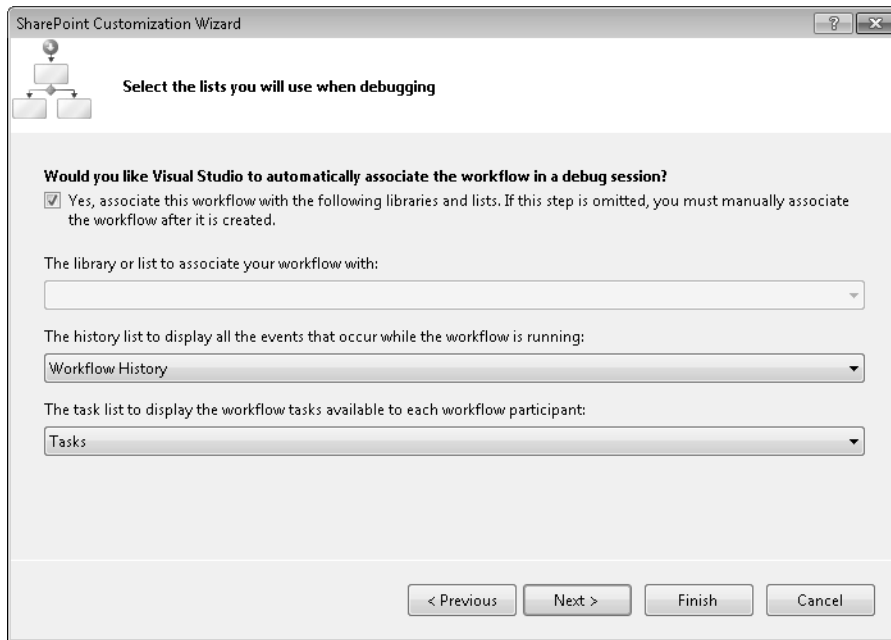 SharePoint Customization Wizard
?
Select the lists you will use when debugging
Would you like Visual Studio to automatically associate the workflow in a debug session?
Yes, associate this workflow with the following libraries and lists. If this step is omitted, you must manually associate
the workflow after it is created.
The library or list to associate your workflow with:
The history list to display all the events that occur while the workflow is running:
Workflow History
The task list to display the workflow tasks available to each workflow participant:
Tasks
< Previous
Next >
Finish
Cancel